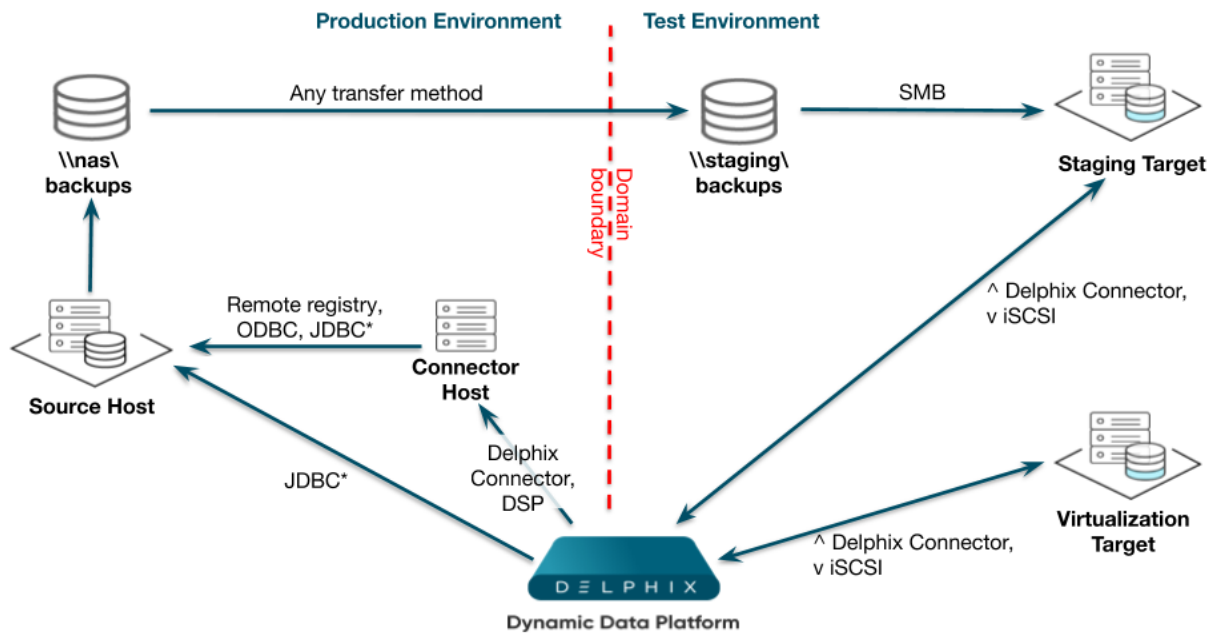 Production Environment
Test Environment
Any transfer method
SMB
\\nas\
backups
\\staging\
backups
Staging Target
Domain
boundary
^ Delphix Connector,
v iSCSI
Remote registry,
ODBC, JDBC*
Connector
Host
Source Host
Delphix
Connector,
DSP
JDBC*
Virtualization
Target
^ Delphix Connector,
v iSCSI
DELPHIX
Dynamic Data Platform